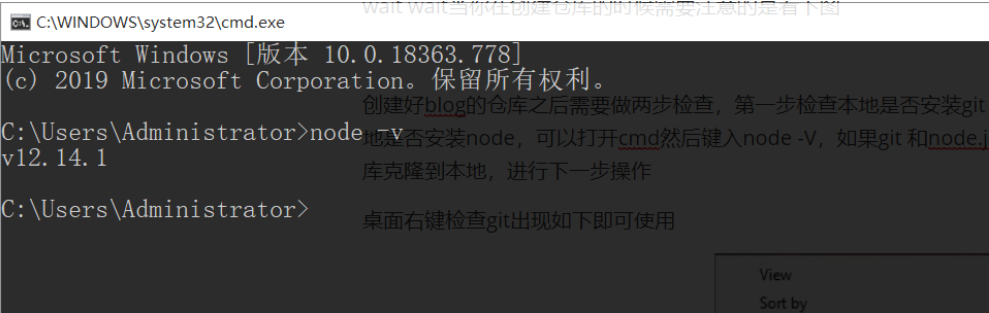 wait wait当你在创建仓库的时候需要注意的是看下图
C:\WINDOWS\system32\cmd.exe
Microsoft Windows [版本 10.0.18363.778]
(c) 2019 Microsoft Corporation。保留所有权利。
创建好blog的仓库之后需要做两步检查，第一步检查本地是否安装git
C:\Users\Administrator>node -v
地是否安装node，可以打开cmd然后键入node -V，如果git 和node.j
v12.14.1
库克隆到本地，进行下一步操作
C:\Users\Administrator>
桌面右键检查git出现如下即可使用
View
Sort by